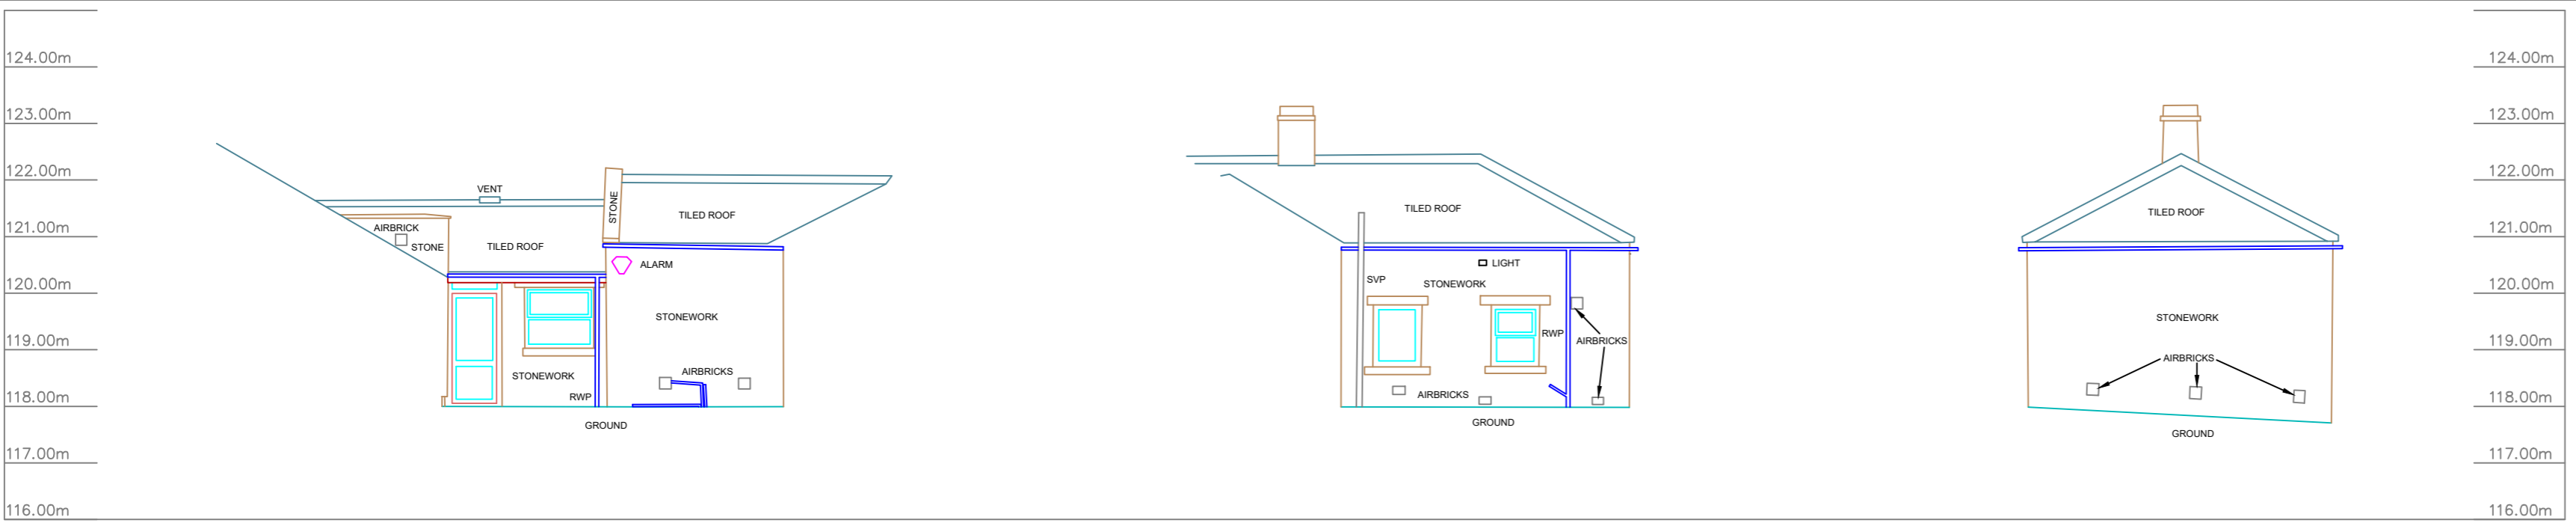 124.00m
123.00m
122.00m
121.00m
120.00m
119.00m
118.00m
117.00m
116.00m
VENT
STONE
TILED ROOF
AIRBRICK
STONE
TILED ROOF
ALARM
STONEWORK
AIRBRICKS
STONEWORK
RWP
GROUND
TILED ROOF
LIGHT
SVP
STONEWORK
RWP
AIRBRICKS
AIRBRICKS
GROUND
TILED ROOF
STONEWORK
AIRBRICKS
GROUND
124.00m
123.00m
122.00m
121.00m
120.00m
119.00m
118.00m
117.00m
116.00m